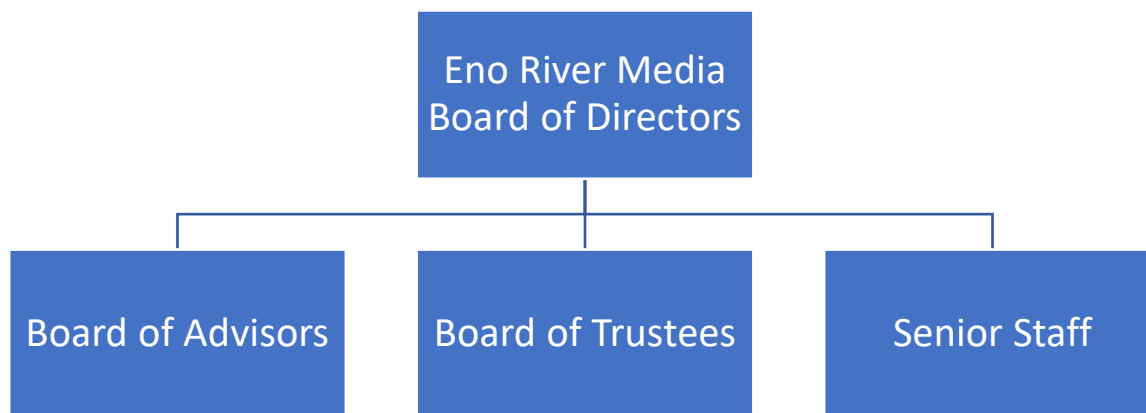 Eno River Media
Board of Directors
Board of Advisors
Board of Trustees
Senior Staff